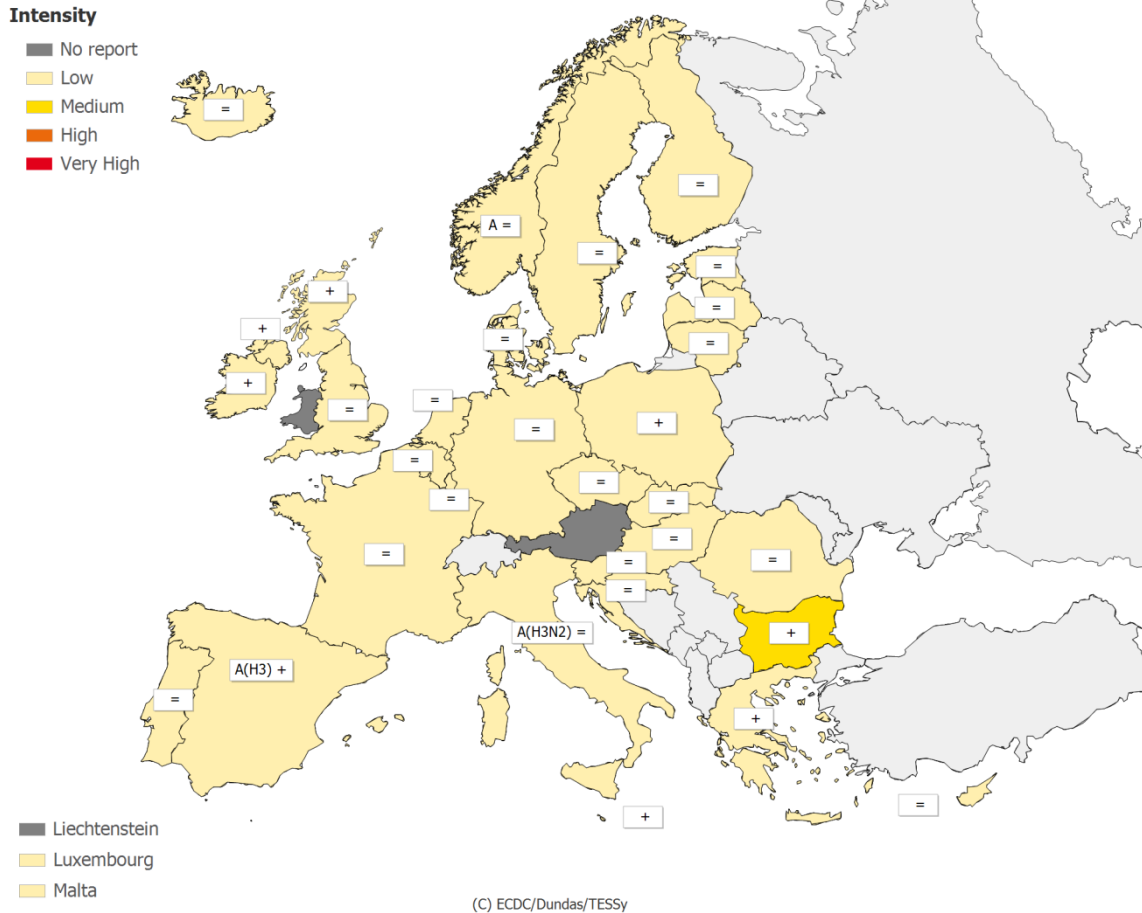 Intensity
No report
Low
Medium
High
Very High
=
=
A =
=
=
+
=
+
=
=
+
=
=
=
+
=
=
=
=
=
=
=
=
=
+
A(H3N2) =
A(H3) +
=
+
=
+
Liechtenstein
Luxembourg
Malta
(C) ECDC/Dundas/TESSy